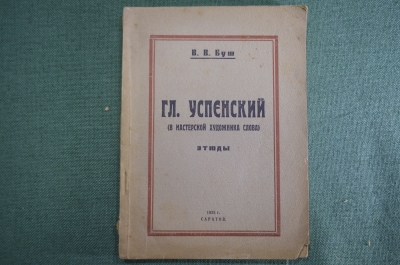 В. В. Буш
ГЛ. УСПЕНСКИЙ
(В МАСТЕРСКОЙ ХУДОЖНИКА СЛОВА)
ЭТЮДЫ
САРАТОВ